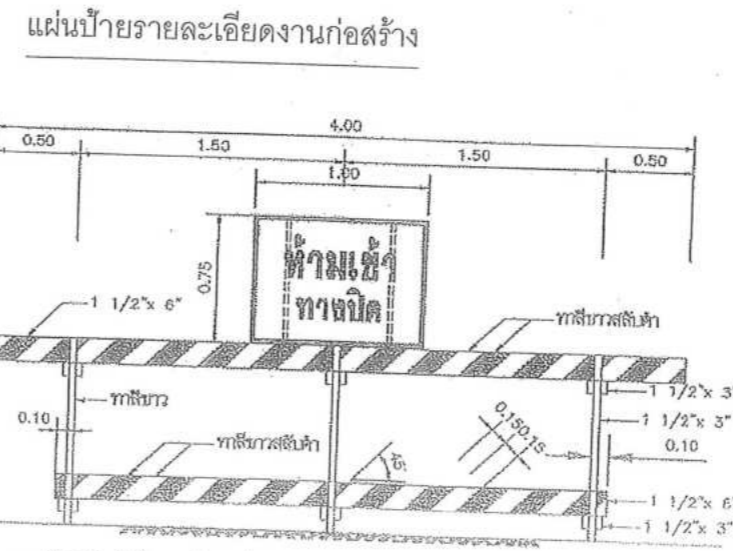 แผ่นป้ายรายละเอียดงานก่อสร้าง
4.00
0.50 1.50 1.50 0.50
1.00
0.75
ห้ามเข้า
ทางปิด
1 1/2"x 6"
ทาสีขาวสลับดำ
1 1/2"x 3"
ทาสีขาว
1 1/2"x 3"
0.10
0.150.15
0.10
ทาสีขาวสลับดำ
45°
1 1/2"x 6"
1 1/2"x 3"